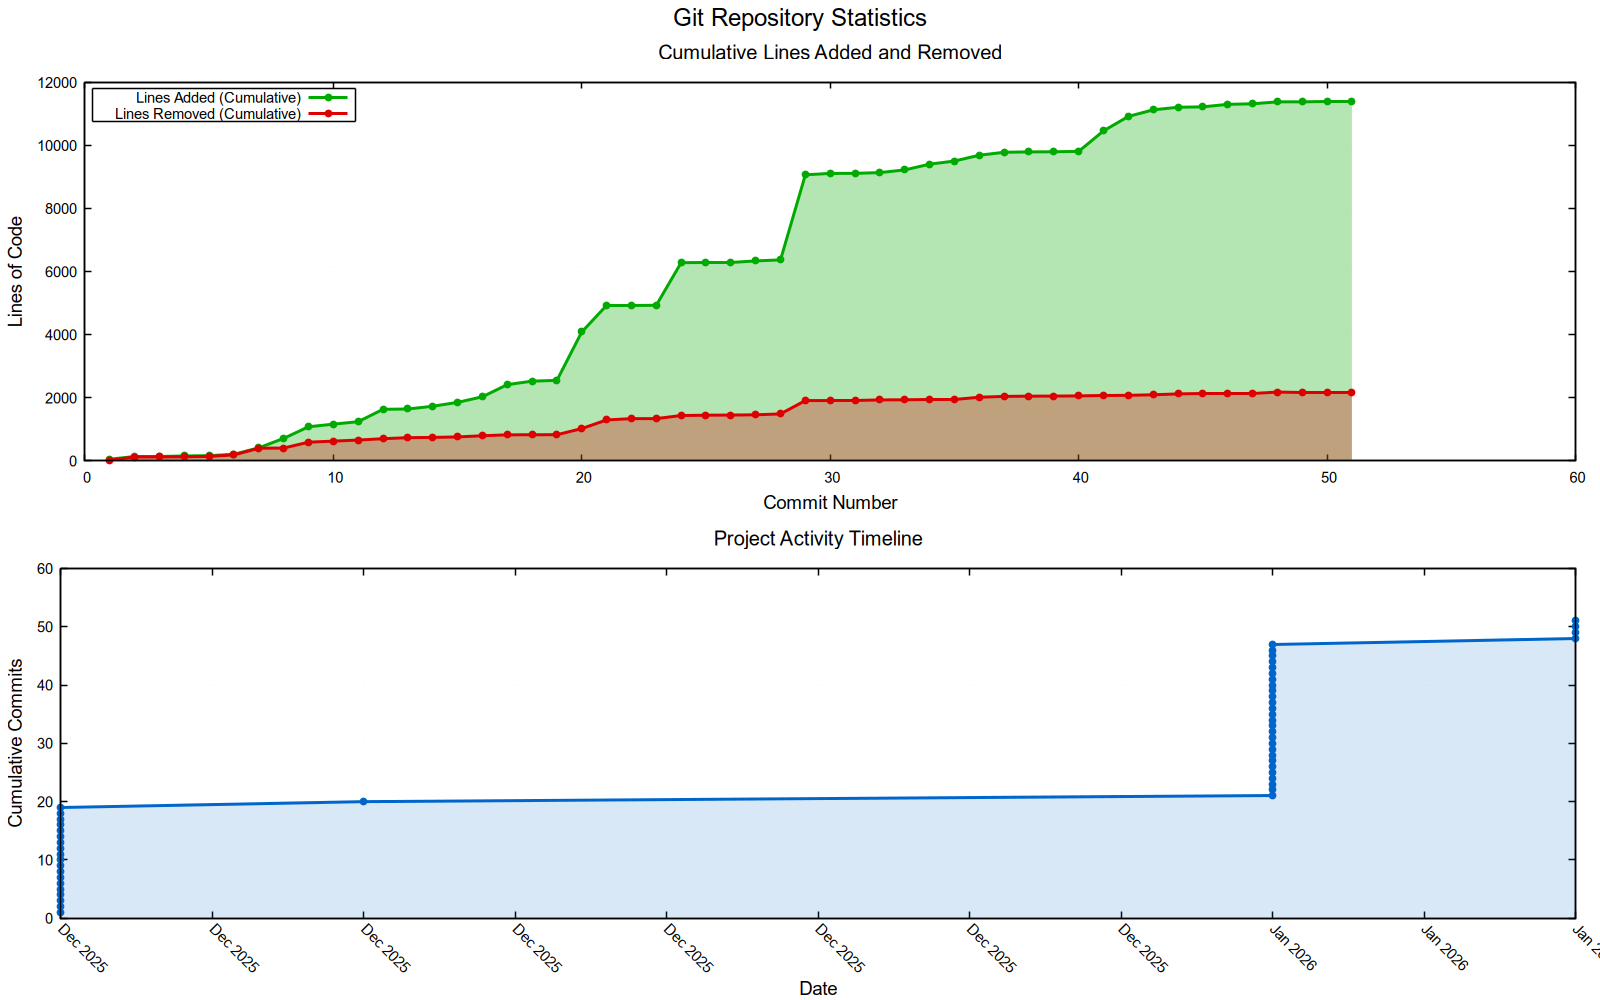 Git Repository Statistics
Cumulative Lines Added and Removed
Lines Added (Cumulative)
Lines Removed (Cumulative)
12000
10000
8000
6000
4000
2000
0
Lines of Code
0 10 20 30 40 50 60
Commit Number
Project Activity Timeline
60
50
40
30
20
10
0
Cumulative Commits
Dec 2025 Dec 2025 Dec 2025 Dec 2025 Dec 2025 Dec 2025 Dec 2025 Dec 2025 Jan 2026 Jan 2026 Jan
Date